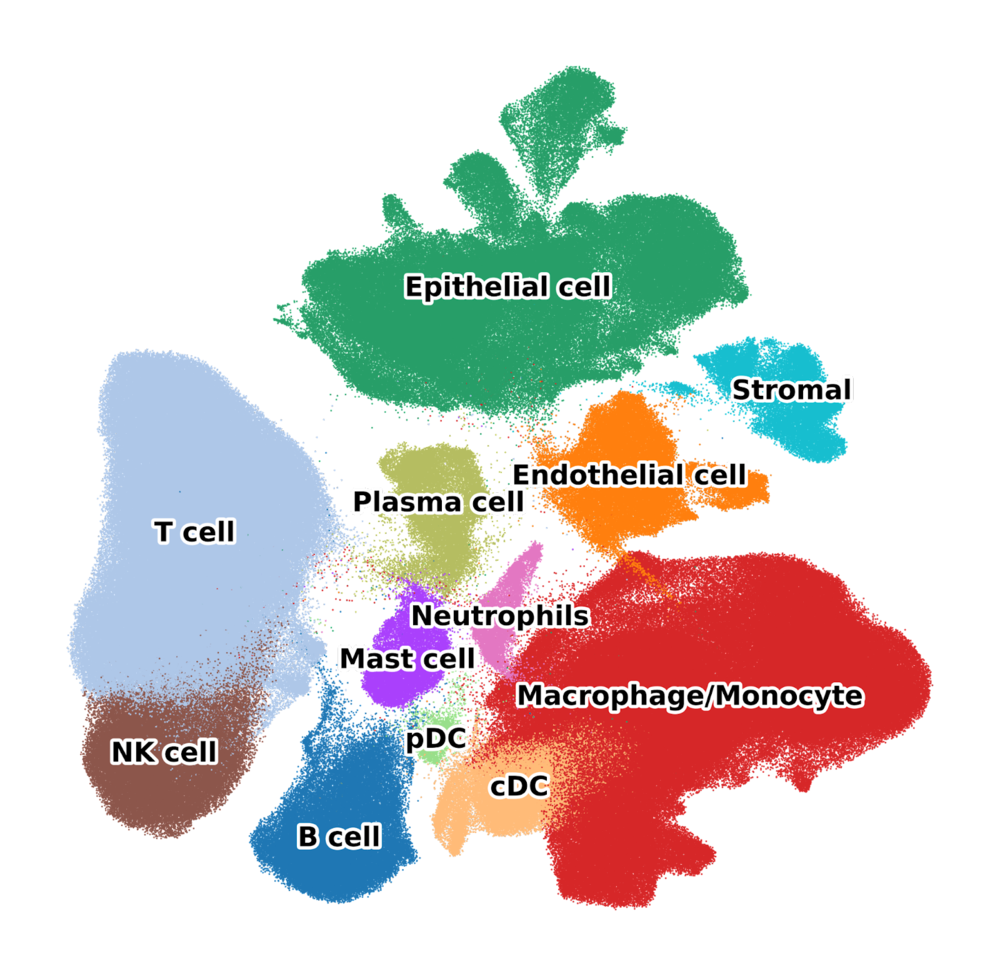 Epithelial cell
Stromal
Endothelial cell
Plasma cell
T cell
Neutrophils
Mast cell
Macrophage/Monocyte
pDC
NK cell
cDC
B cell